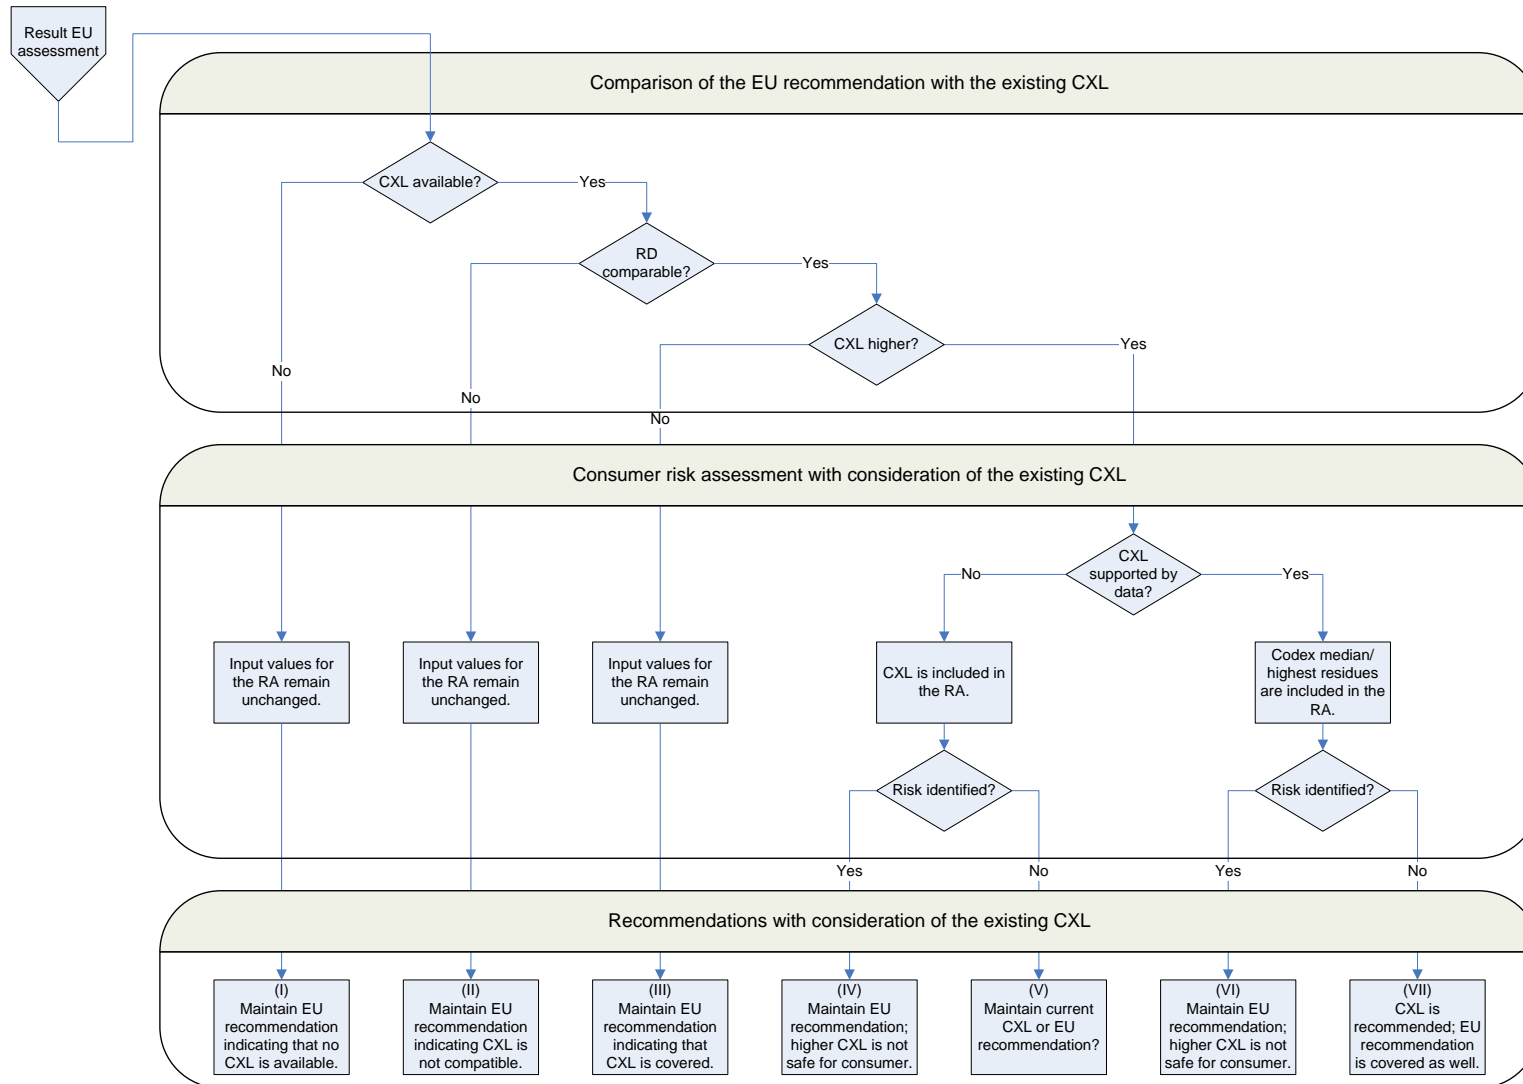 Result EU
assessment
Comparison of the EU recommendation with the existing CXL
CXL available?
Yes
RD
comparable?
Yes
CXL higher?
Yes
No
No
No
Consumer risk assessment with consideration of the existing CXL
CXL
supported by
data?
No
Yes
Input values for
the RA remain
unchanged.
Input values for
the RA remain
unchanged.
Input values for
the RA remain
unchanged.
CXL is included in
the RA.
Codex median/
highest residues
are included in the
RA.
Risk identified?
Risk identified?
Yes
No
Yes
No
Recommendations with consideration of the existing CXL
(I)
Maintain EU
recommendation
indicating that no
CXL is available.
(II)
Maintain EU
recommendation
indicating CXL is
not compatible.
(III)
Maintain EU
recommendation
indicating that
CXL is covered.
(IV)
Maintain EU
recommendation;
higher CXL is not
safe for consumer.
(V)
Maintain current
CXL or EU
recommendation?
(VI)
Maintain EU
recommendation;
higher CXL is not
safe for consumer.
(VII)
CXL is
recommended; EU
recommendation
is covered as well.